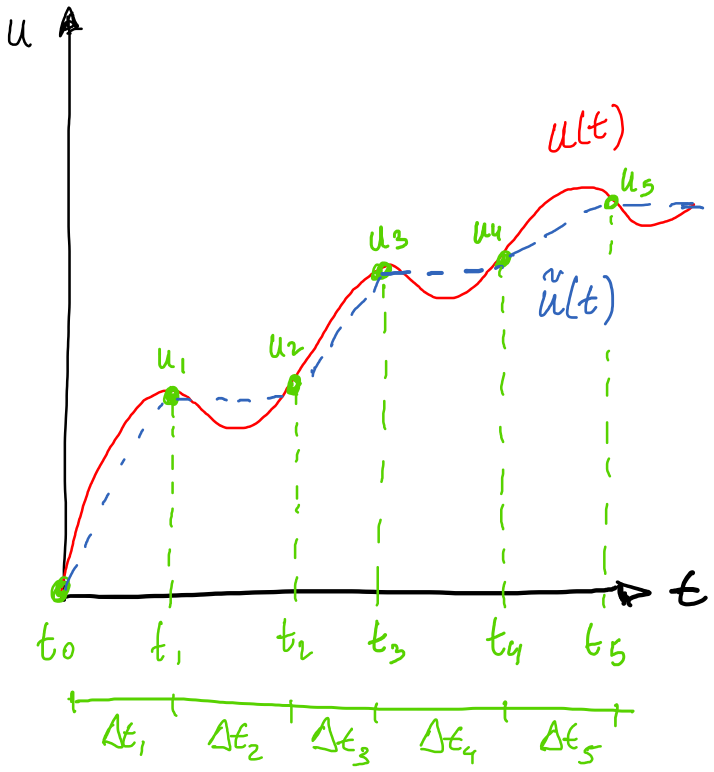 u
u(t)
u5
u3
u4
ũ(t)
u2
u1
t
t0 t1 t2 t3 t4 t5
Δt1 Δt2 Δt3 Δt4 Δt5